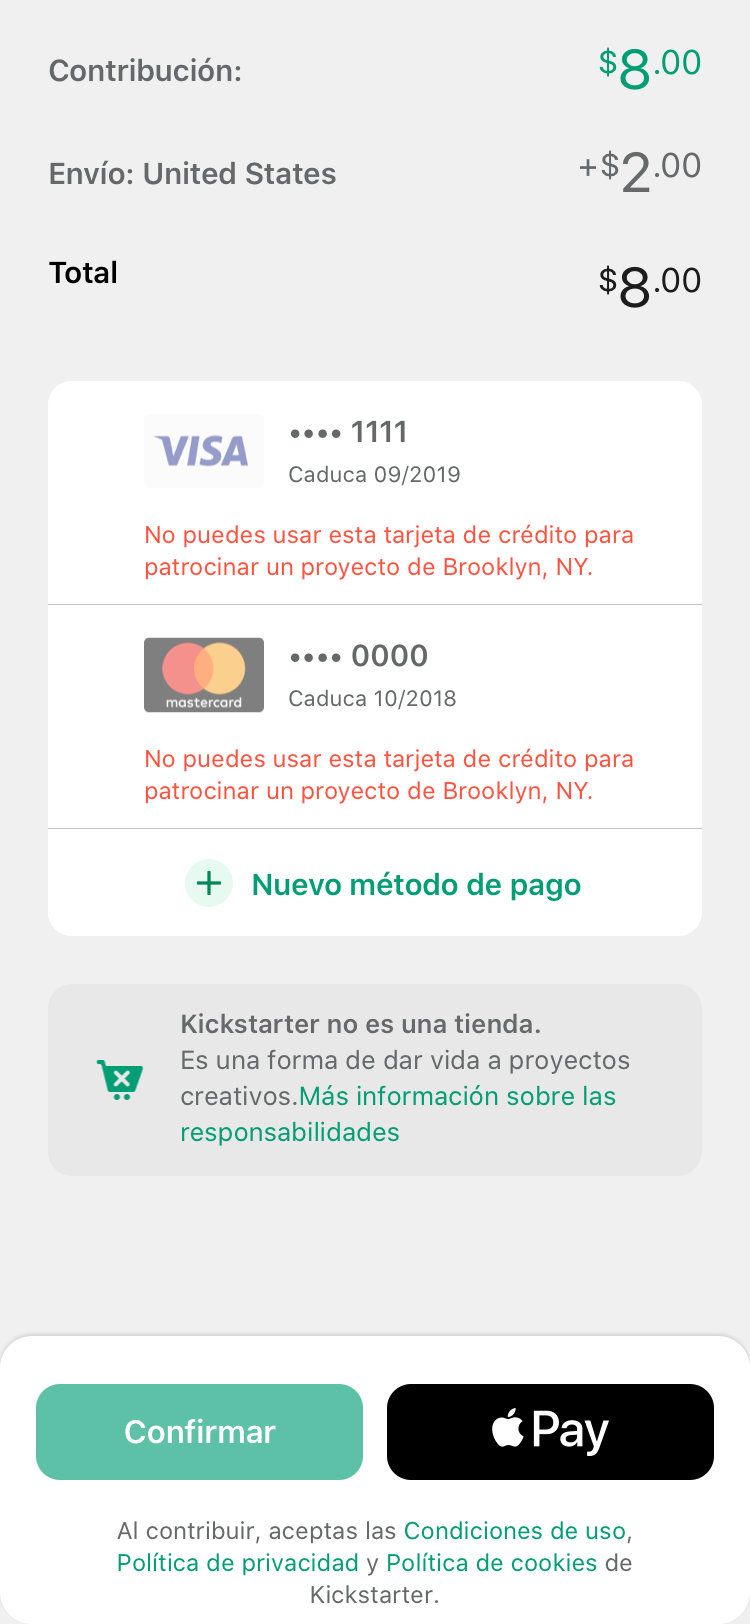 Contribución: $8.00
Envío: United States +$2.00
Total $8.00
VISA •••• 1111
Caduca 09/2019
No puedes usar esta tarjeta de crédito para
patrocinar un proyecto de Brooklyn, NY.
mastercard •••• 0000
Caduca 10/2018
No puedes usar esta tarjeta de crédito para
patrocinar un proyecto de Brooklyn, NY.
+ Nuevo método de pago
Kickstarter no es una tienda.
Es una forma de dar vida a proyectos
creativos.Más información sobre las
responsabilidades
Confirmar Pay
Al contribuir, aceptas las Condiciones de uso,
Política de privacidad y Política de cookies de
Kickstarter.